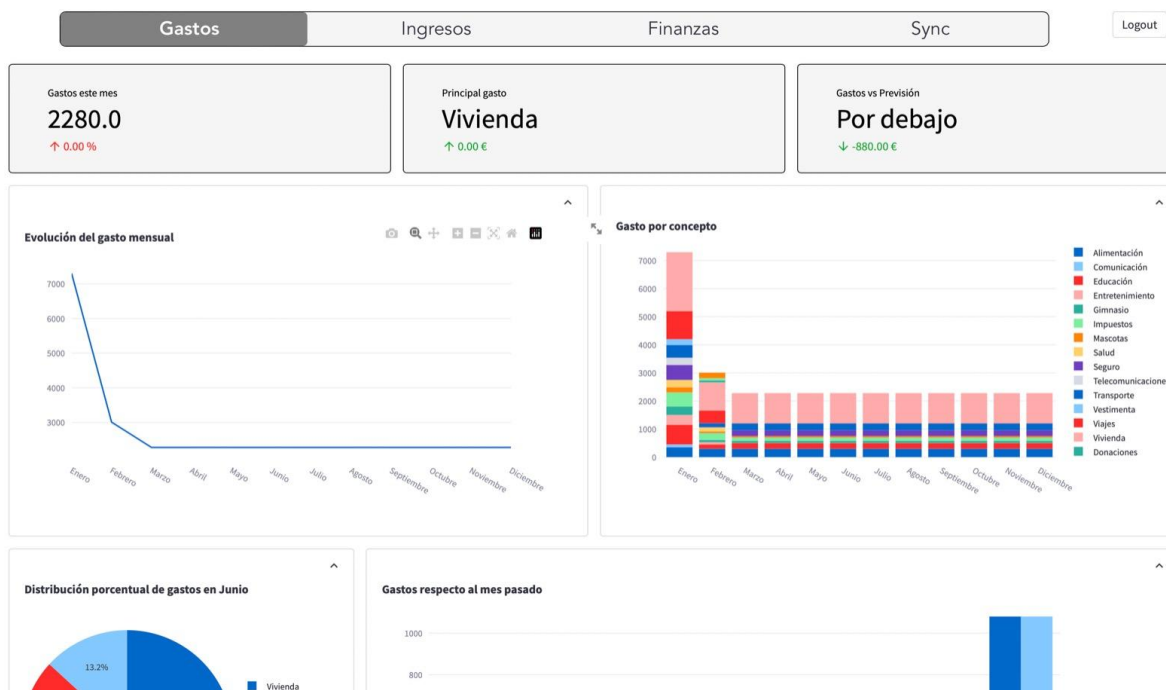 Gastos
Ingresos
Finanzas
Sync
Logout
Gastos este mes
2280.0
↑ 0.00 %
Principal gasto
Vivienda
↑ 0.00 €
Gastos vs Previsión
Por debajo
↓ -880.00 €
Evolución del gasto mensual
7000
6000
5000
4000
3000
Enero
Febrero
Marzo
Abril
Mayo
Junio
Julio
Agosto
Septiembre
Octubre
Noviembre
Diciembre
Gasto por concepto
7000
6000
5000
4000
3000
2000
1000
0
Enero
Febrero
Marzo
Abril
Mayo
Junio
Julio
Agosto
Septiembre
Octubre
Noviembre
Diciembre
Alimentación
Comunicación
Educación
Entretenimiento
Gimnasio
Impuestos
Mascotas
Salud
Seguro
Telecomunicacione
Transporte
Vestimenta
Viajes
Vivienda
Donaciones
Distribución porcentual de gastos en Junio
13.2%
Vivienda
Gastos respecto al mes pasado
1000
800